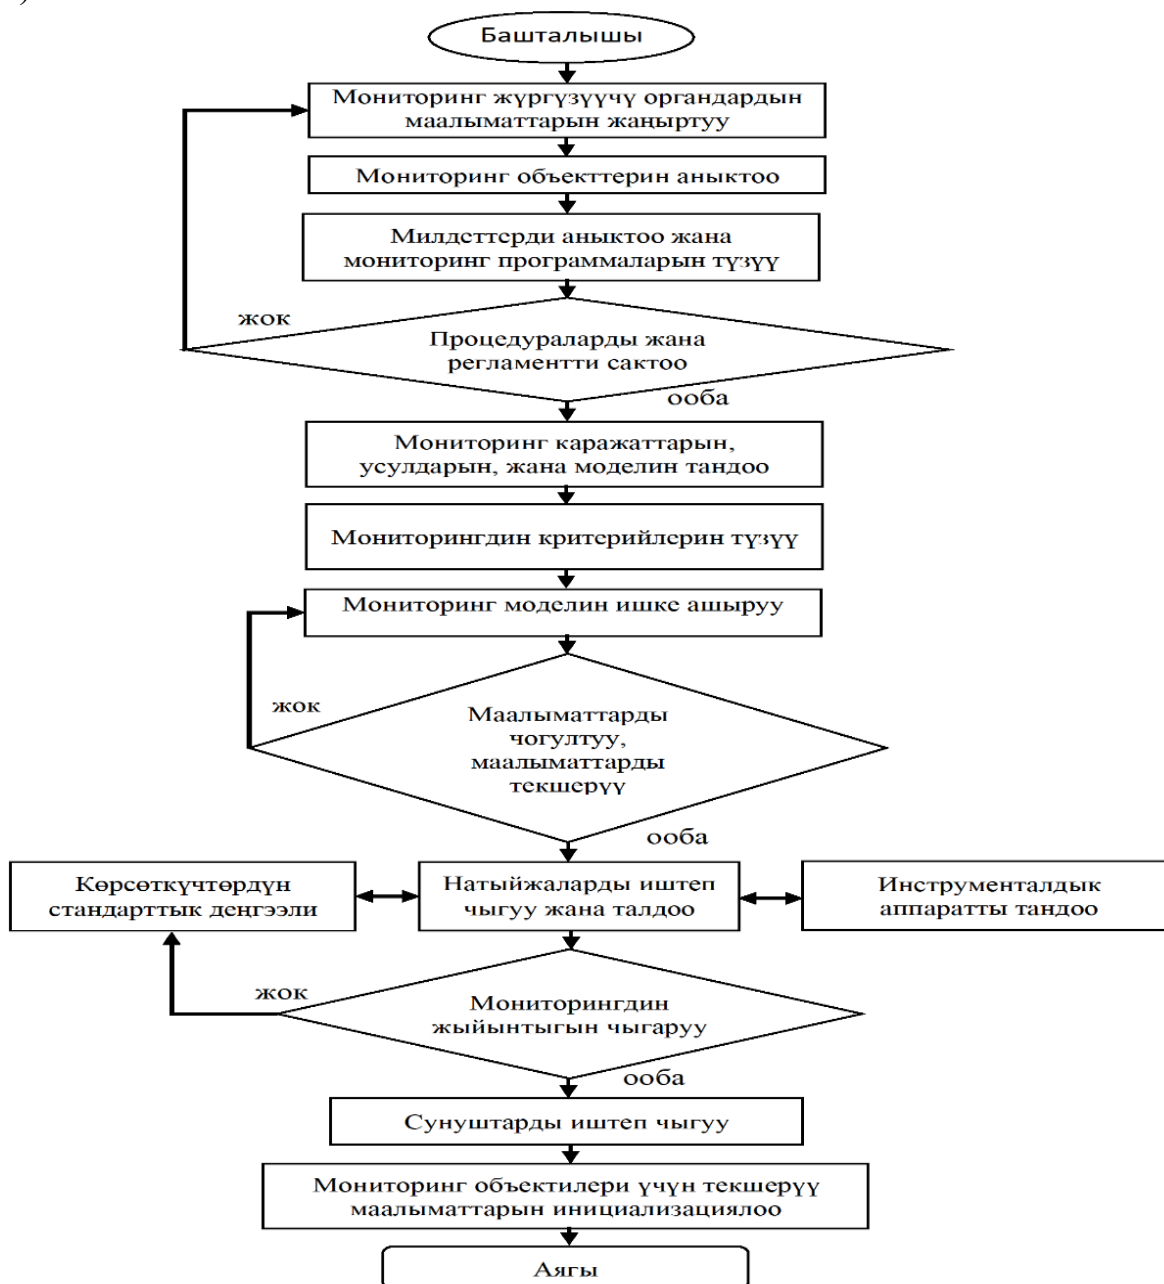 )
Башталышы
Мониторинг жүргүзүүчү органдардын
маалыматтарын жаңыртуу
Мониторинг объекттерин аныктоо
Милдеттерди аныктоо жана
мониторинг программаларын түзүү
жок
Процедураларды жана
регламентти сактоо
ооба
Мониторинг каражаттарын,
усулдарын, жана моделин тандоо
Мониторингдин критерийлерин түзүү
Мониторинг моделин ишке ашыруу
жок
Маалыматтарды
чогултуу,
маалыматтарды
текшерүү
ооба
Көрсөткүчтөрдүн
стандарттык деңгээли
Натыйжаларды иштеп
чыгуу жана талдоо
Инструменталдык
аппаратты тандоо
жок
Мониторингдин
жыйынтыгын чыгаруу
ооба
Сунуштарды иштеп чыгуу
Мониторинг объектилери үчүн текшерүү
маалыматтарын инициализациялоо
Аягы